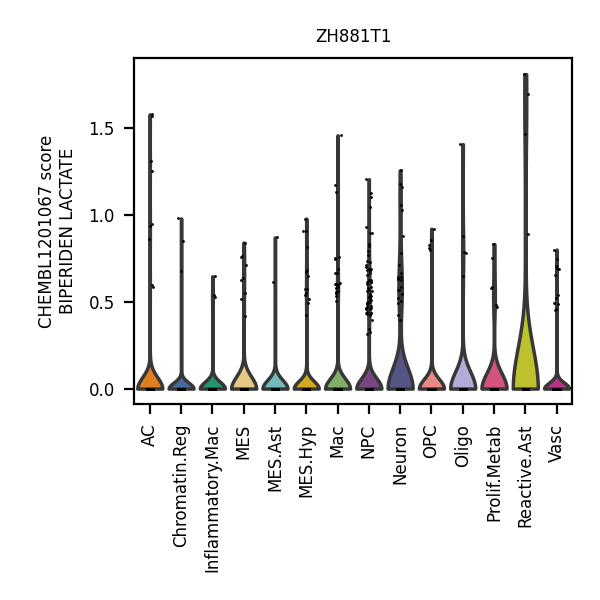 ZH881T1
CHEMBL1201067 score
BIPERIDEN LACTATE
1.5
1.0
0.5
0.0
AC
Chromatin.Reg
Inflammatory.Mac
MES
MES.Ast
MES.Hyp
Mac
NPC
Neuron
OPC
Oligo
Prolif.Metab
Reactive.Ast
Vasc